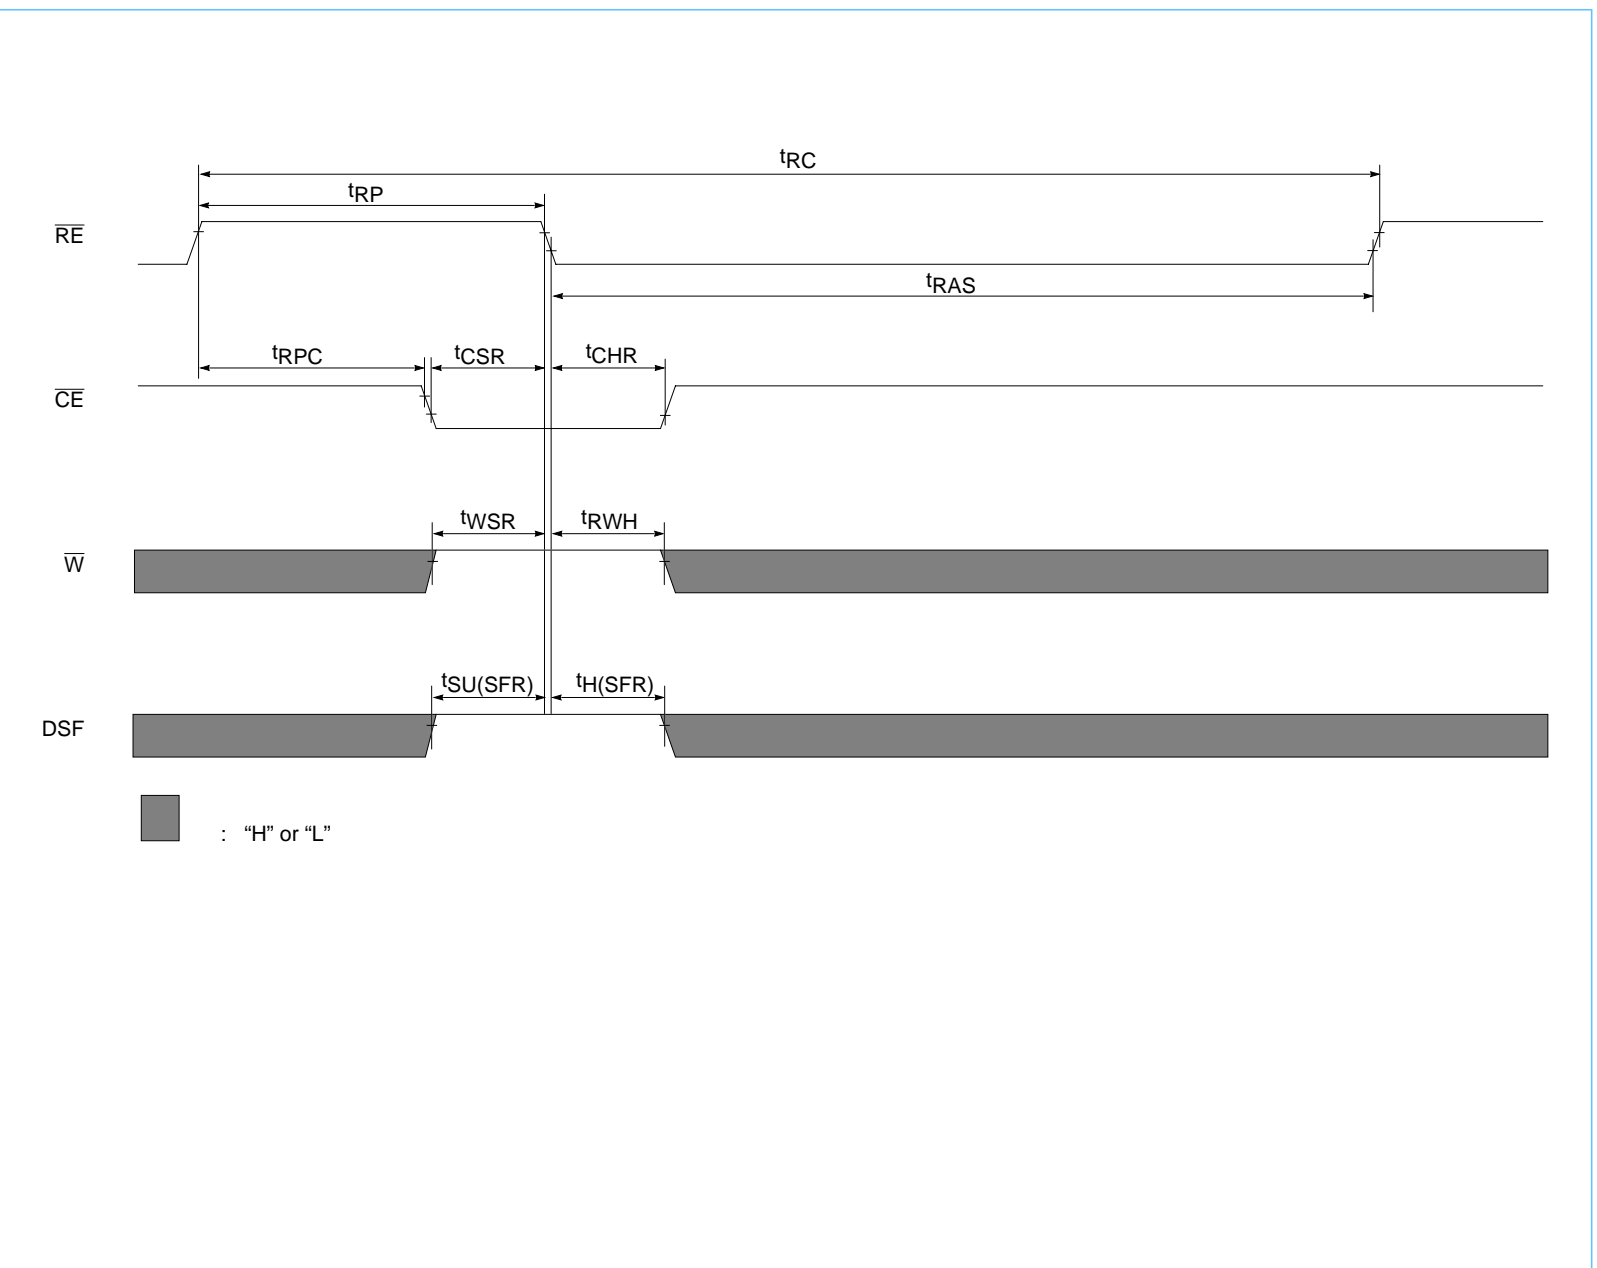 tRC
tRP
RE
tRAS
tRPC tCSR tCHR
CE
tWSR tRWH
W
tSU(SFR) tH(SFR)
DSF
: “H” or “L”